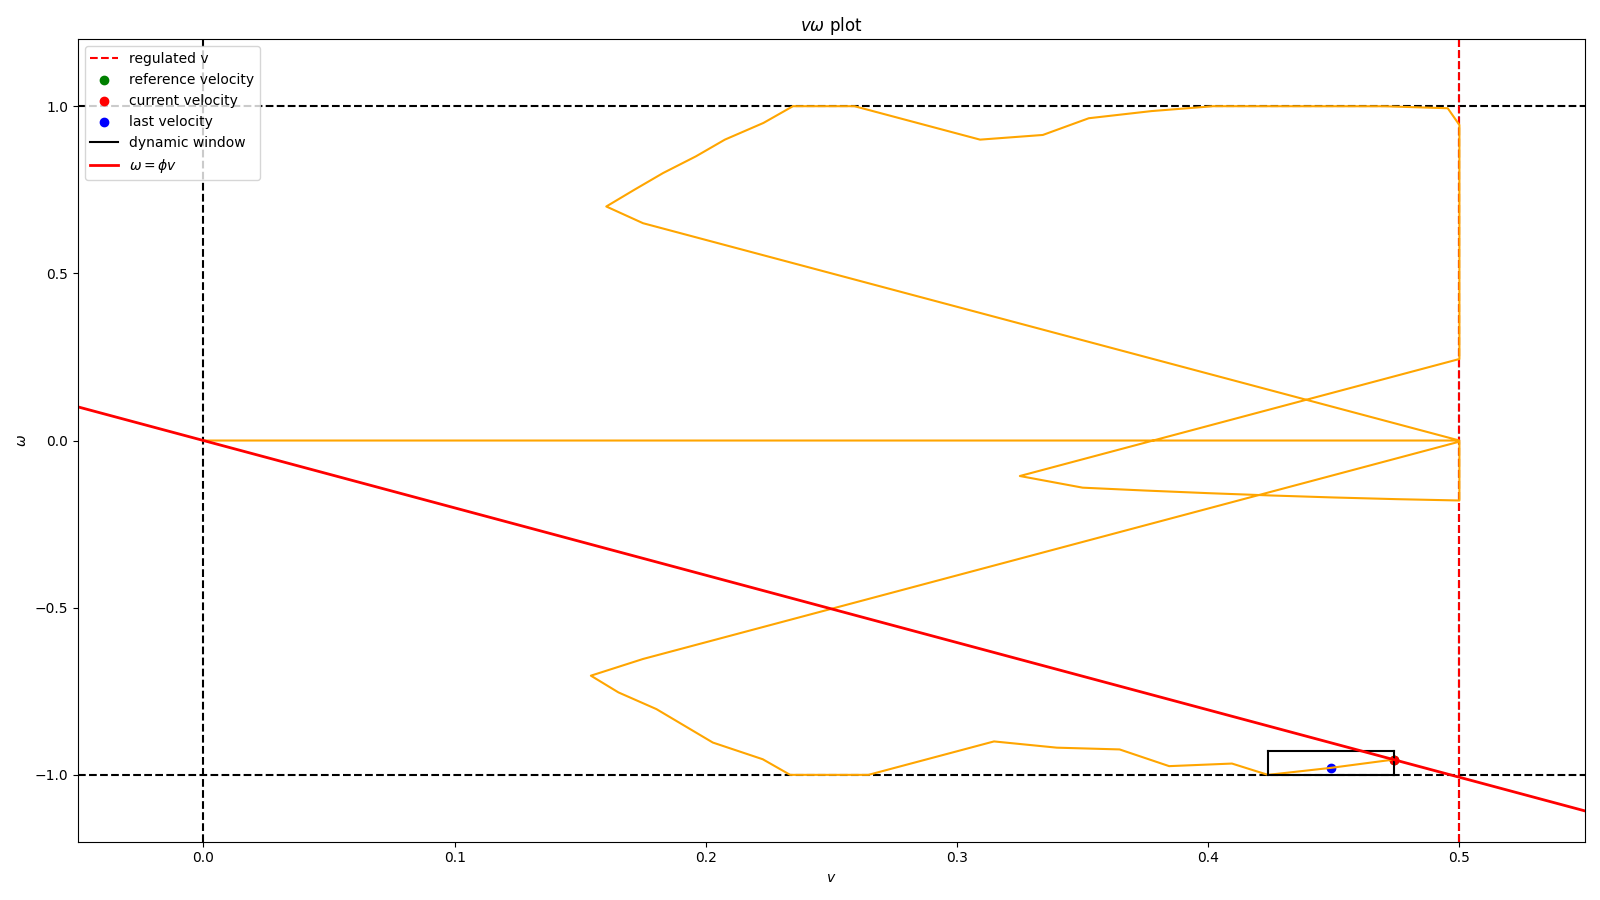 vω plot
regulated v
reference velocity
current velocity
last velocity
dynamic window
ω = ϕv
1.0
0.5
0.0
−0.5
−1.0
ω
0.0 0.1 0.2 0.3 0.4 0.5
v